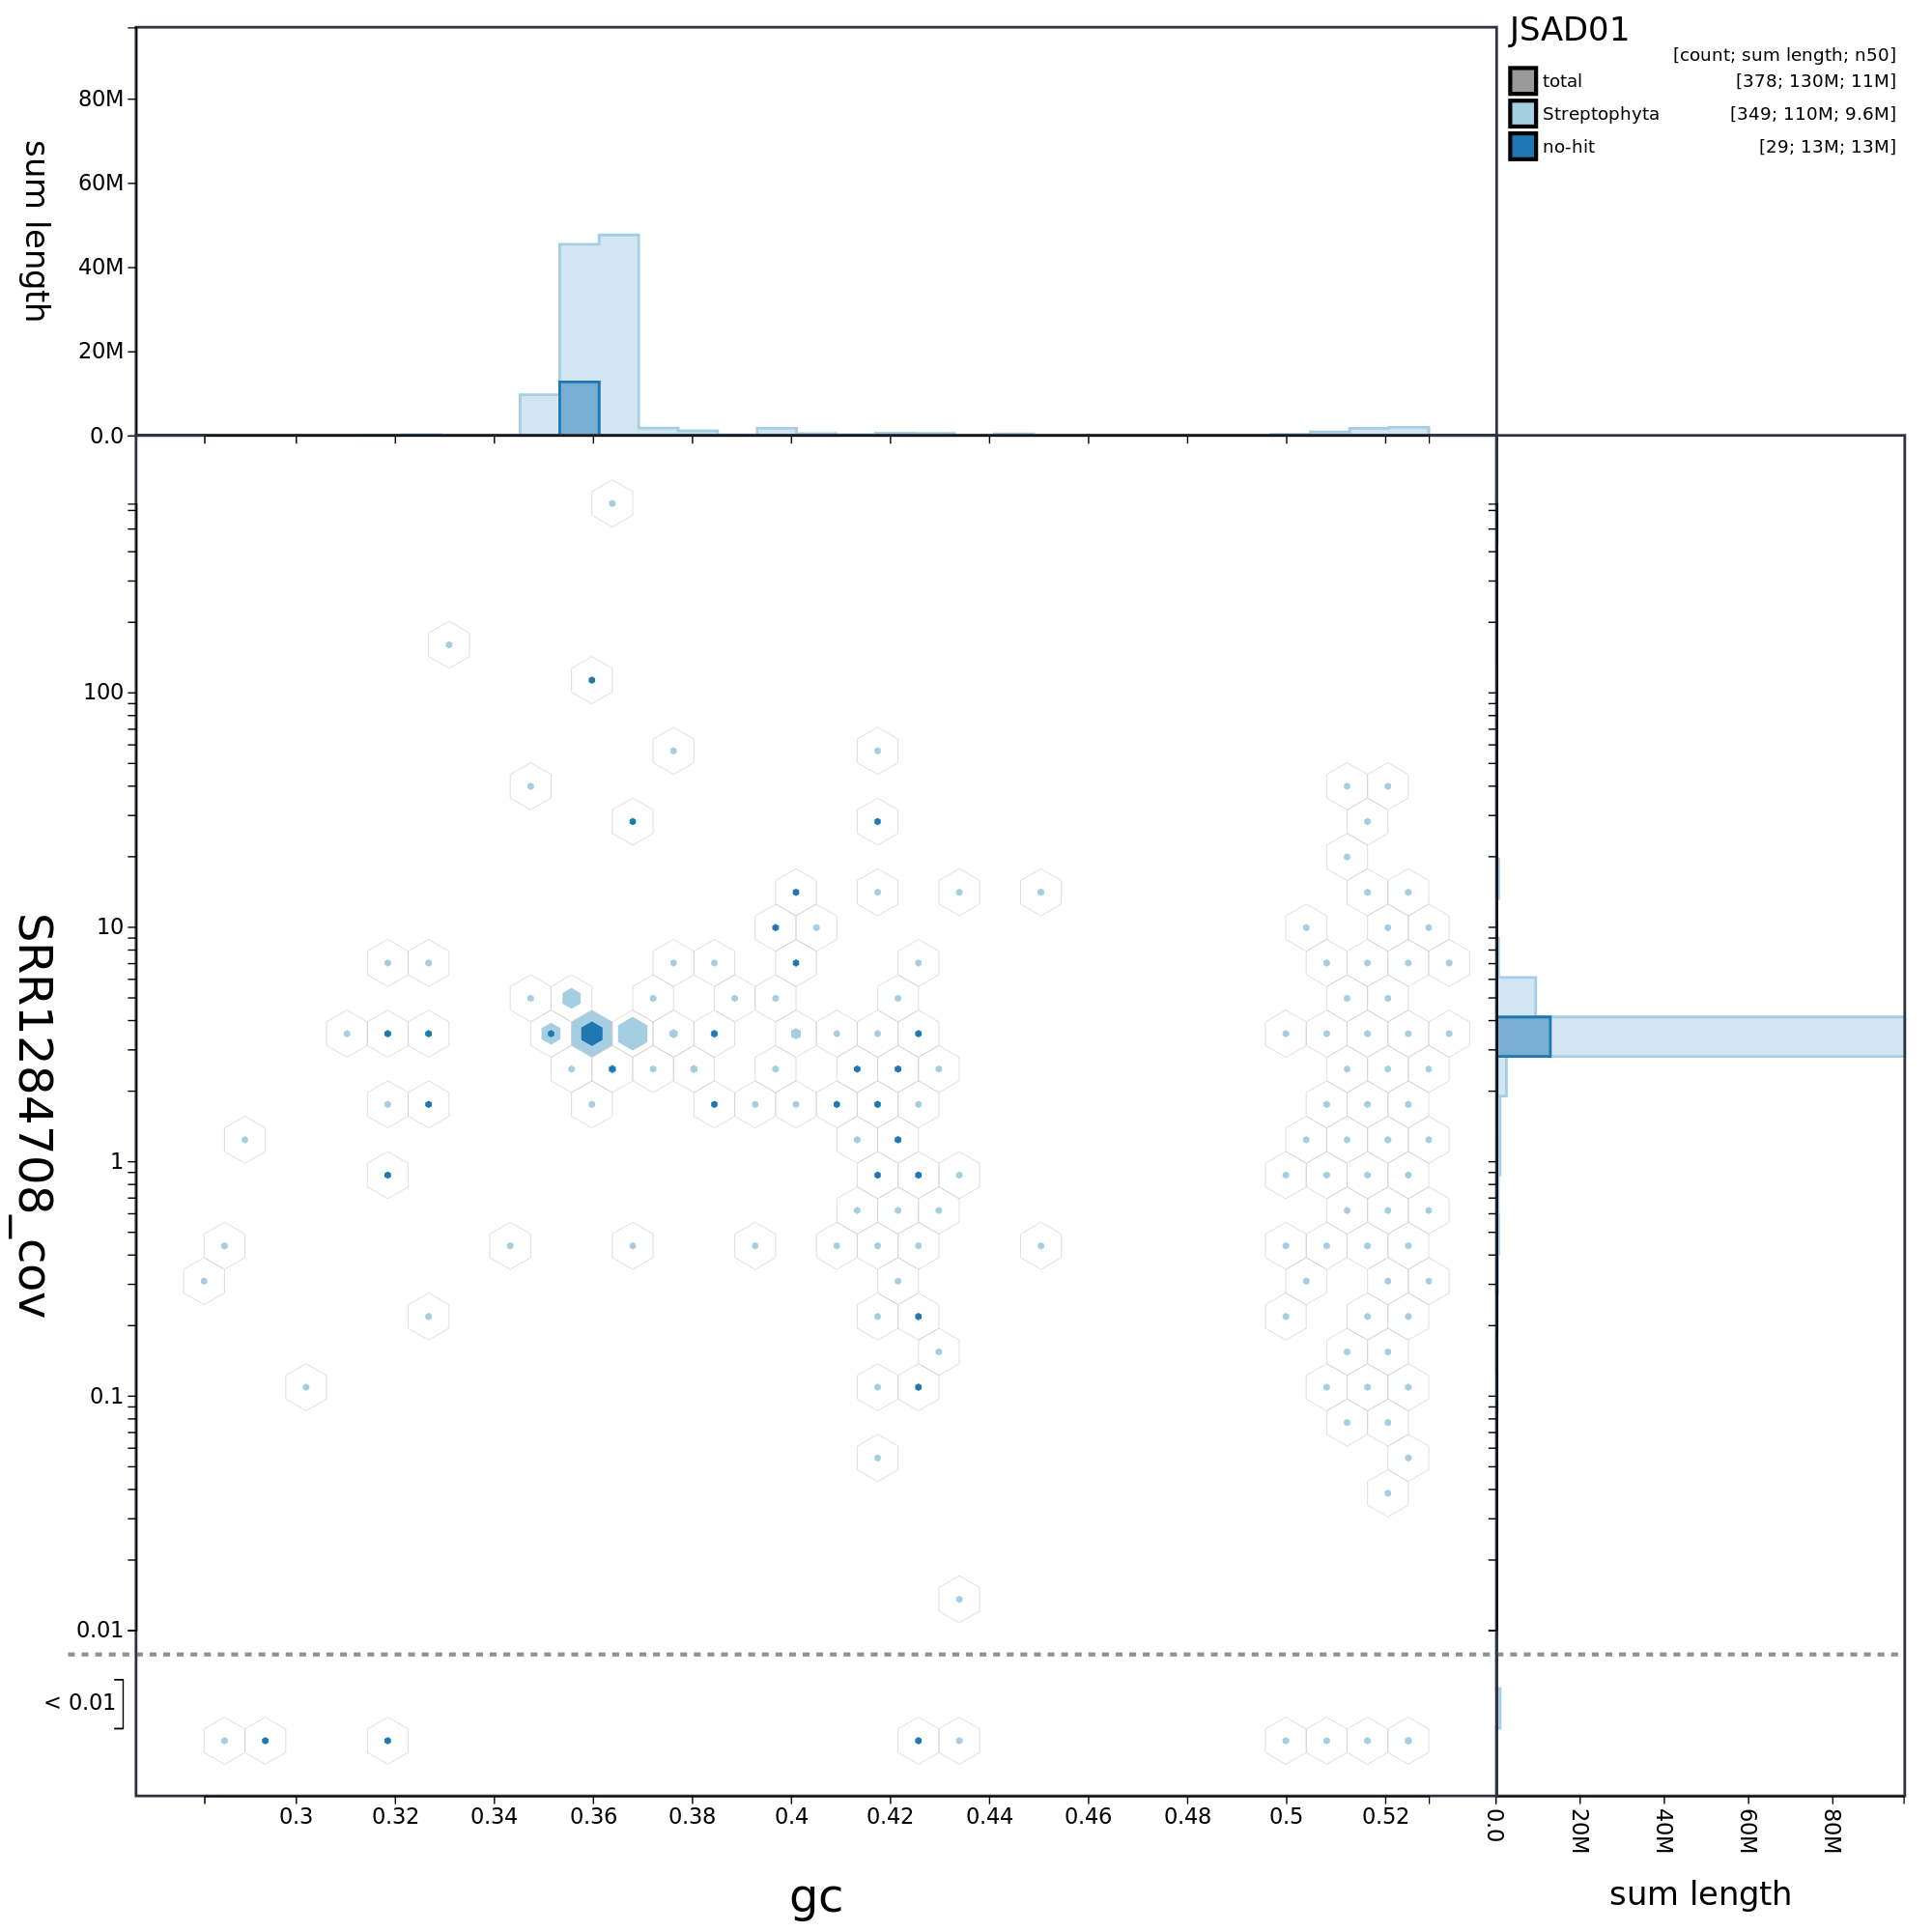 JSAD01
[count; sum length; n50]
total [378; 130M; 11M]
Streptophyta [349; 110M; 9.6M]
no-hit [29; 13M; 13M]
sum length
80M
60M
40M
20M
0.0
SRR1284708_cov
100
10
1
0.1
0.01
< 0.01
0.3 0.32 0.34 0.36 0.38 0.4 0.42 0.44 0.46 0.48 0.5 0.52
gc
0.0 20M 40M 60M 80M
sum length